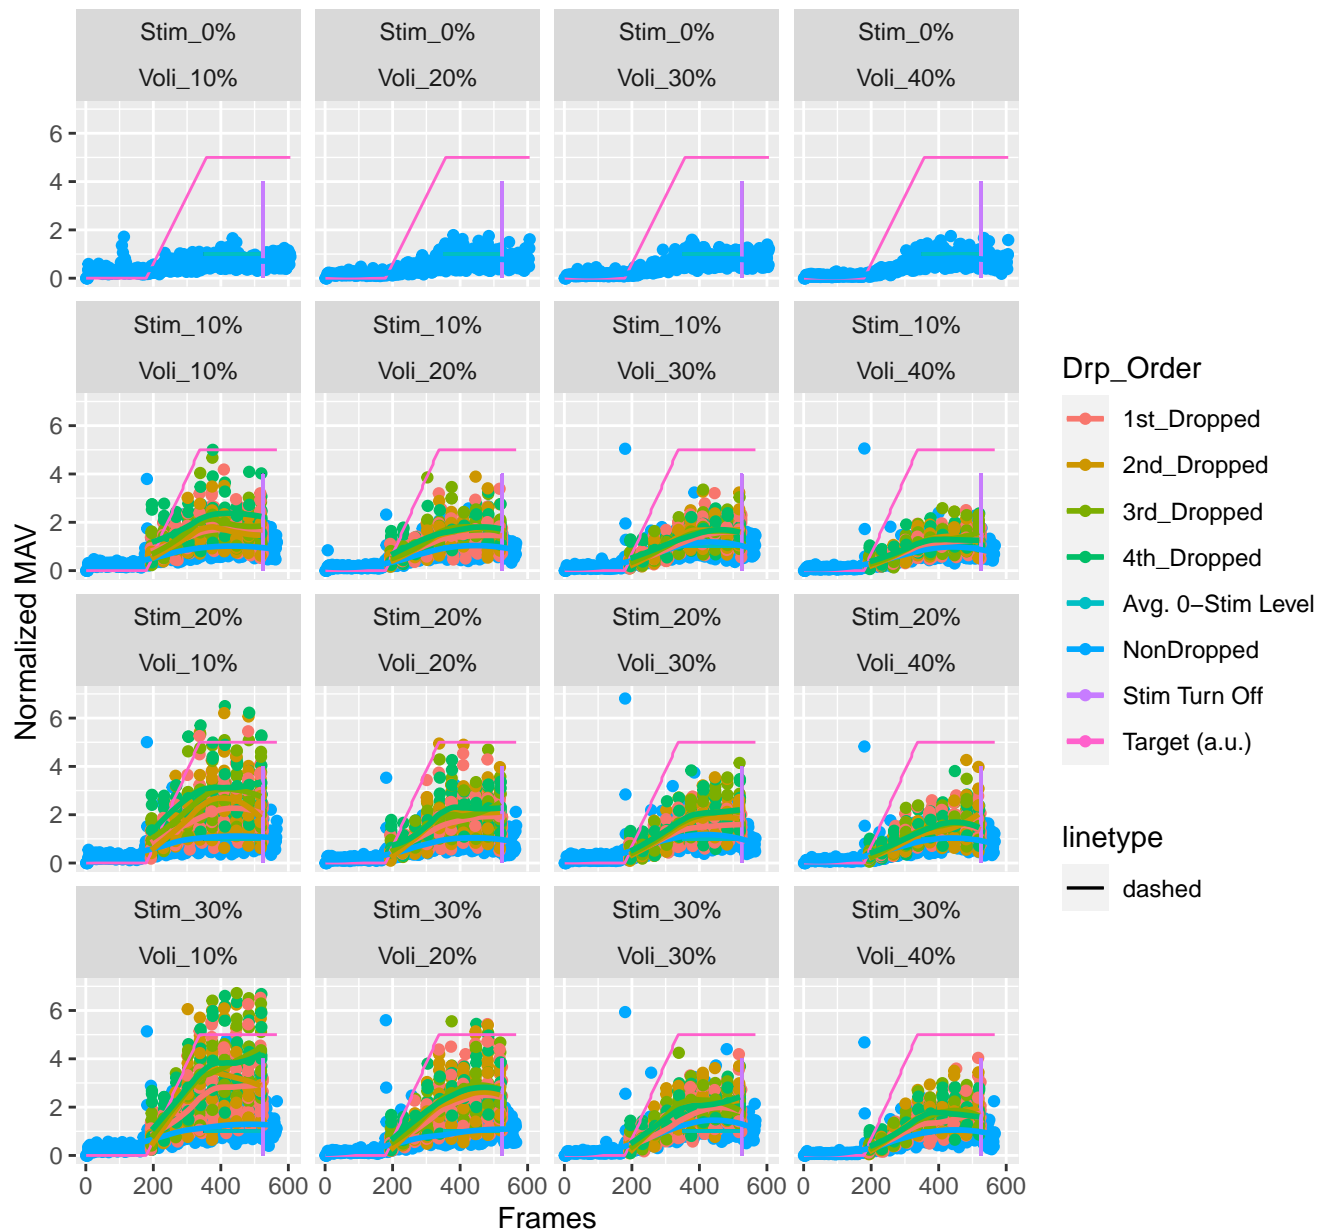 Stim_0% Stim_0% Stim_0% Stim_0%
Voli_10% Voli_20% Voli_30% Voli_40%
6
4
2
0
Stim_10% Stim_10% Stim_10% Stim_10%
Voli_10% Voli_20% Voli_30% Voli_40%
6
4
2
0
Stim_20% Stim_20% Stim_20% Stim_20%
Voli_10% Voli_20% Voli_30% Voli_40%
6
4
2
0
Stim_30% Stim_30% Stim_30% Stim_30%
Voli_10% Voli_20% Voli_30% Voli_40%
6
4
2
0
0 200 400 600 0 200 400 600 0 200 400 600 0 200 400 600
Frames
Normalized MAV
Drp_Order
1st_Dropped
2nd_Dropped
3rd_Dropped
4th_Dropped
Avg. 0−Stim Level
NonDropped
Stim Turn Off
Target (a.u.)
linetype
dashed